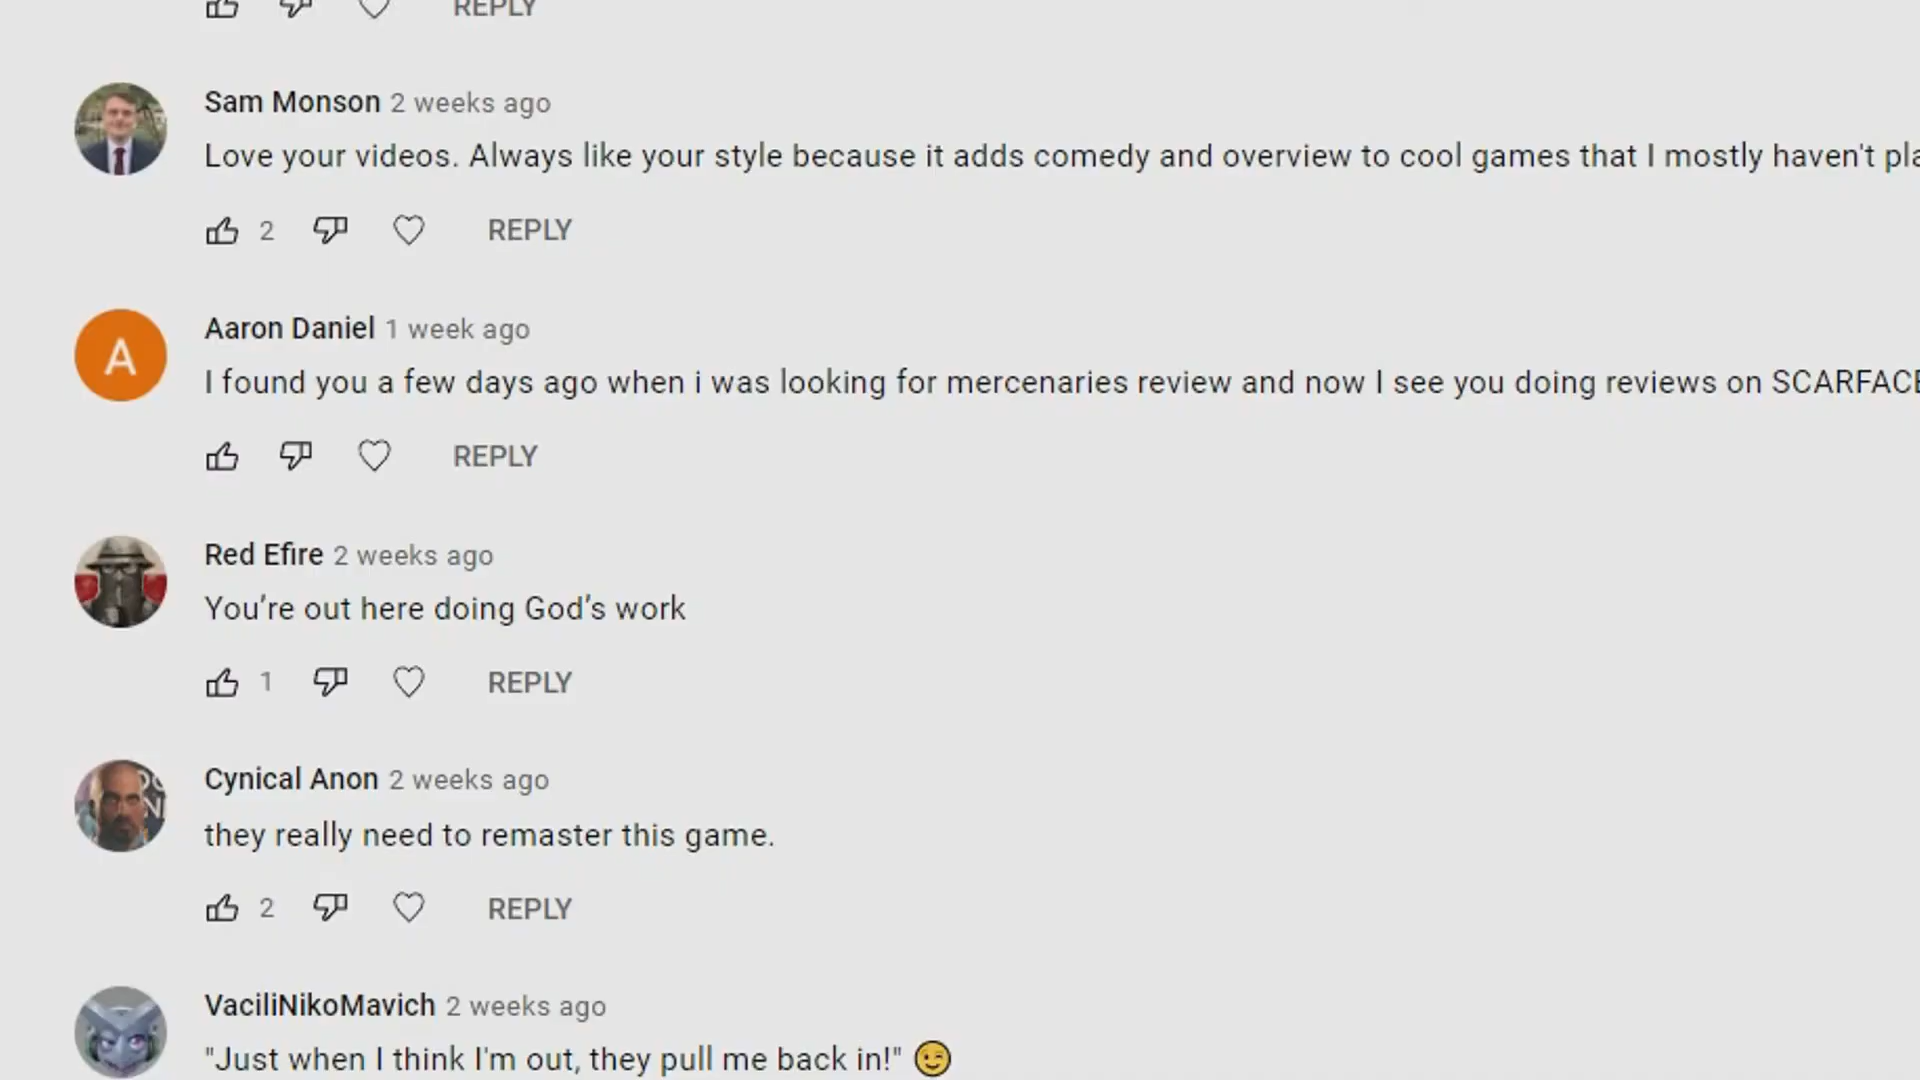 REPLY
Sam Monson 2 weeks ago
Love your videos. Always like your style because it adds comedy and overview to cool games that I mostly haven't pla
2 REPLY
Aaron Daniel 1 week ago
I found you a few days ago when i was looking for mercenaries review and now I see you doing reviews on SCARFACE
REPLY
Red Efire 2 weeks ago
You’re out here doing God’s work
1 REPLY
Cynical Anon 2 weeks ago
they really need to remaster this game.
2 REPLY
VaciliNikoMavich 2 weeks ago
"Just when I think I'm out, they pull me back in!" 😉